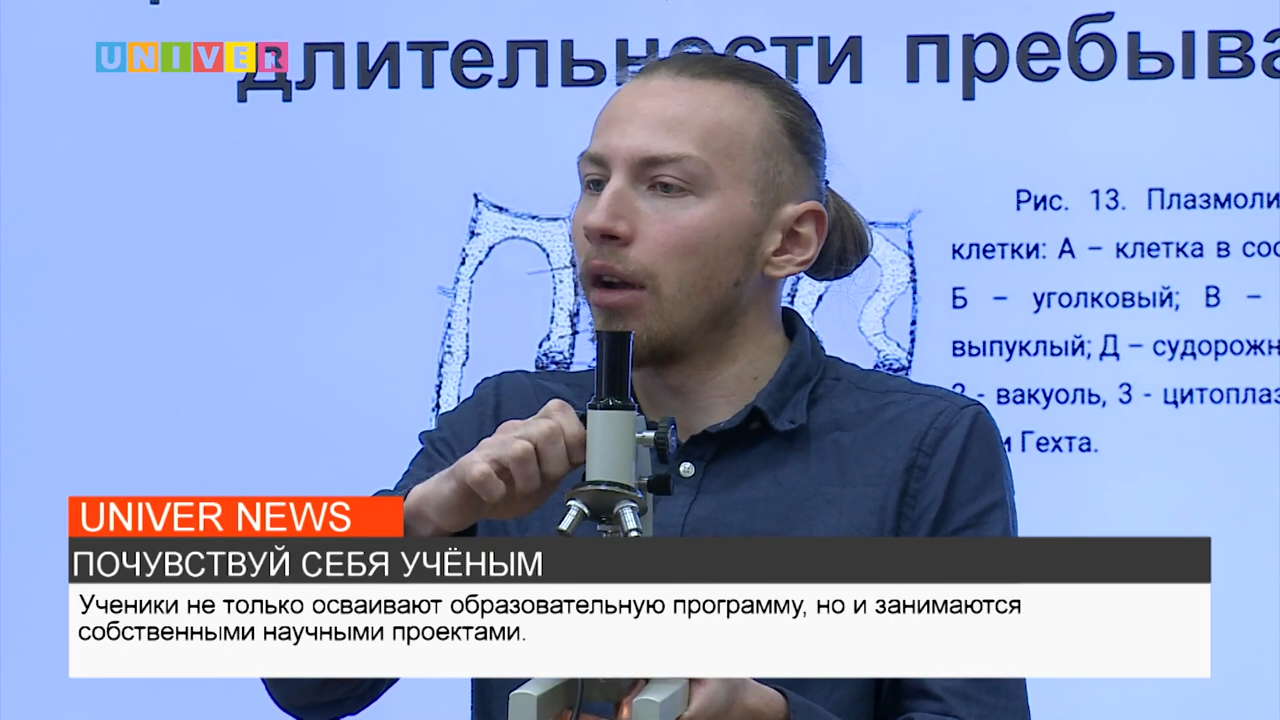 UNIVER
длительности пребыва
Рис. 13. Плазмоли
клетки: А – клетка в сос
Б – уголковый; В –
выпуклый; Д – судорожн
2 - вакуоль, 3 - цитоплаз
и Гехта.
UNIVER NEWS
ПОЧУВСТВУЙ СЕБЯ УЧЁНЫМ
Ученики не только осваивают образовательную программу, но и занимаются
собственными научными проектами.